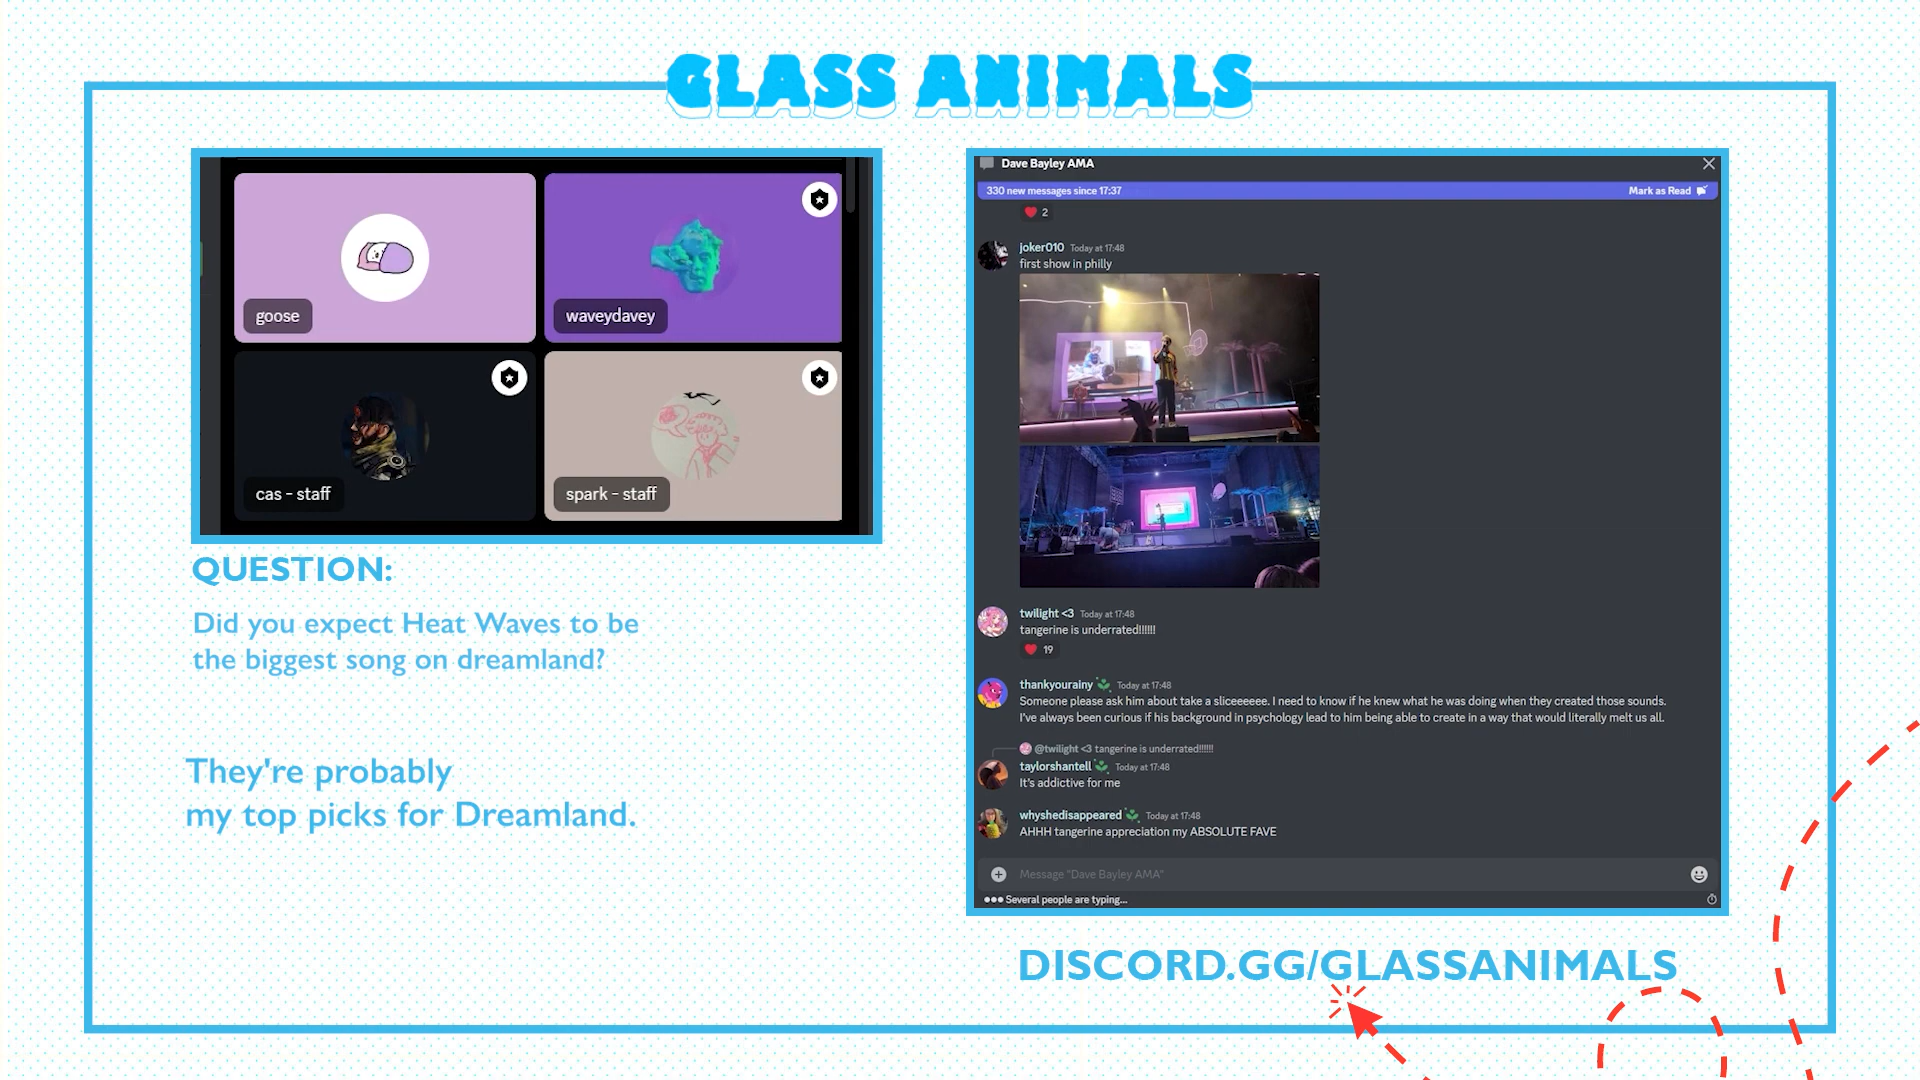 GLASS ANIMALS
goose
waveydavey
cas - staff
spark - staff
QUESTION:
Did you expect Heat Waves to be
the biggest song on dreamland?
They're probably
my top picks for Dreamland.
Dave Bayley AMA
330 new messages since 17:37 Mark as Read
2
joker010 Today at 17:48
first show in philly
twilight <3 Today at 17:48
tangerine is underrated!!!!!!
19
thankyourainy Today at 17:48
Someone please ask him about take a sliceeeeee. I need to know if he knew what he was doing when they created those sounds.
I've always been curious if his background in psychology lead to him being able to create in a way that would literally melt us all.
@twilight <3 tangerine is underrated!!!!!!
taylorshantell Today at 17:48
It's addictive for me
whyshedisappeared Today at 17:48
AHHH tangerine appreciation my ABSOLUTE FAVE
Message "Dave Bayley AMA"
Several people are typing...
DISCORD.GG/GLASSANIMALS